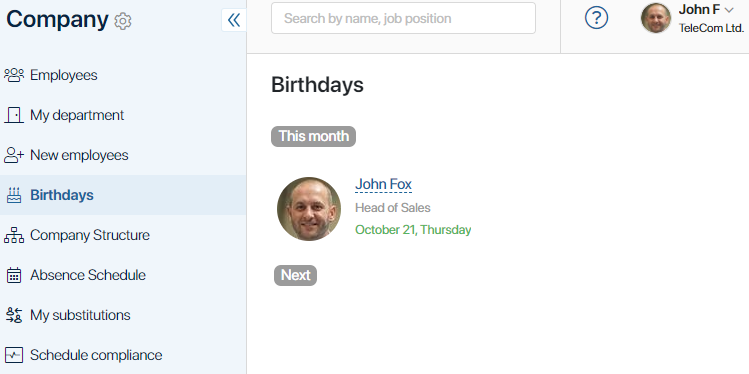 Company
Search by name, job position
?
John F
TeleCom Ltd.
Employees
My department
New employees
Birthdays
Company Structure
Absence Schedule
My substitutions
Schedule compliance
Birthdays
This month
John Fox
Head of Sales
October 21, Thursday
Next